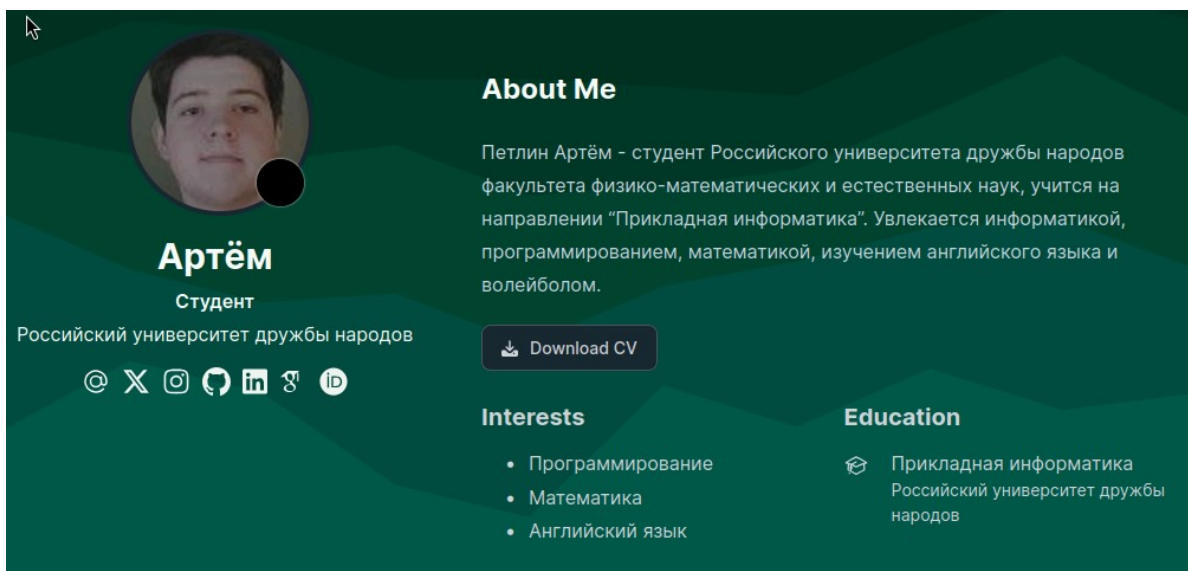 Артём
Студент
Российский университет дружбы народов
About Me
Петлин Артём - студент Российского университета дружбы народов
факультета физико-математических и естественных наук, учится на
направлении “Прикладная информатика”. Увлекается информатикой,
программированием, математикой, изучением английского языка и
волейболом.
Download CV
Interests
Программирование
Математика
Английский язык
Education
Прикладная информатика
Российский университет дружбы
народов